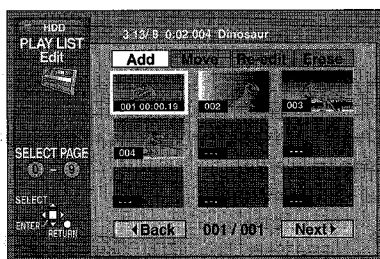 HDD
PLAY LIST
Edit
3 13/ 8 0:02.004 Dinosaur
Add Move Re-edit Erase
001 00:00.19 002 003
004 --- ---
--- --- ---
SELECT PAGE
0 - 9
SELECT
ENTER RETURN
Back 001 / 001 Next